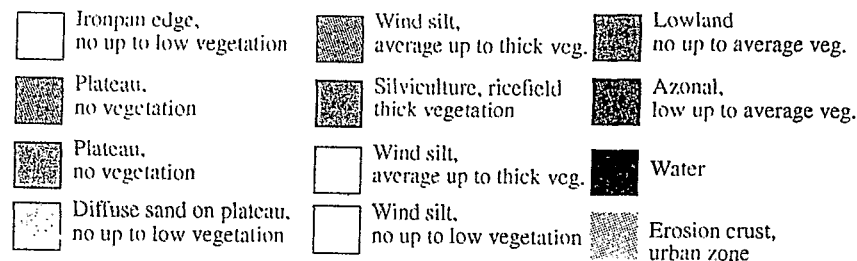 Ironpan edge,
no up to low vegetation
Plateau,
no vegetation
Plateau,
no vegetation
Diffuse sand on plateau,
no up to low vegetation
Wind silt,
average up to thick veg.
Silviculture, ricefield
thick vegetation
Wind silt,
average up to thick veg.
Wind silt,
no up to low vegetation
Lowland
no up to average veg.
Azonal,
low up to average veg.
Water
Erosion crust,
urban zone